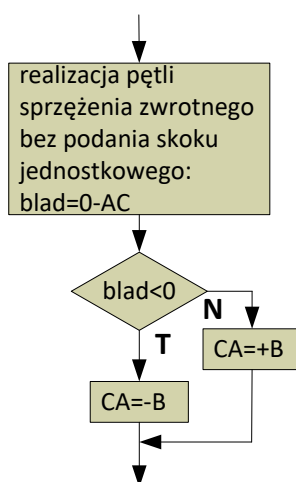 realizacja pętli
sprzężenia zwrotnego
bez podania skoku
jednostkowego:
blad=0-AC
blad<0
N
T
CA=+B
CA=-B